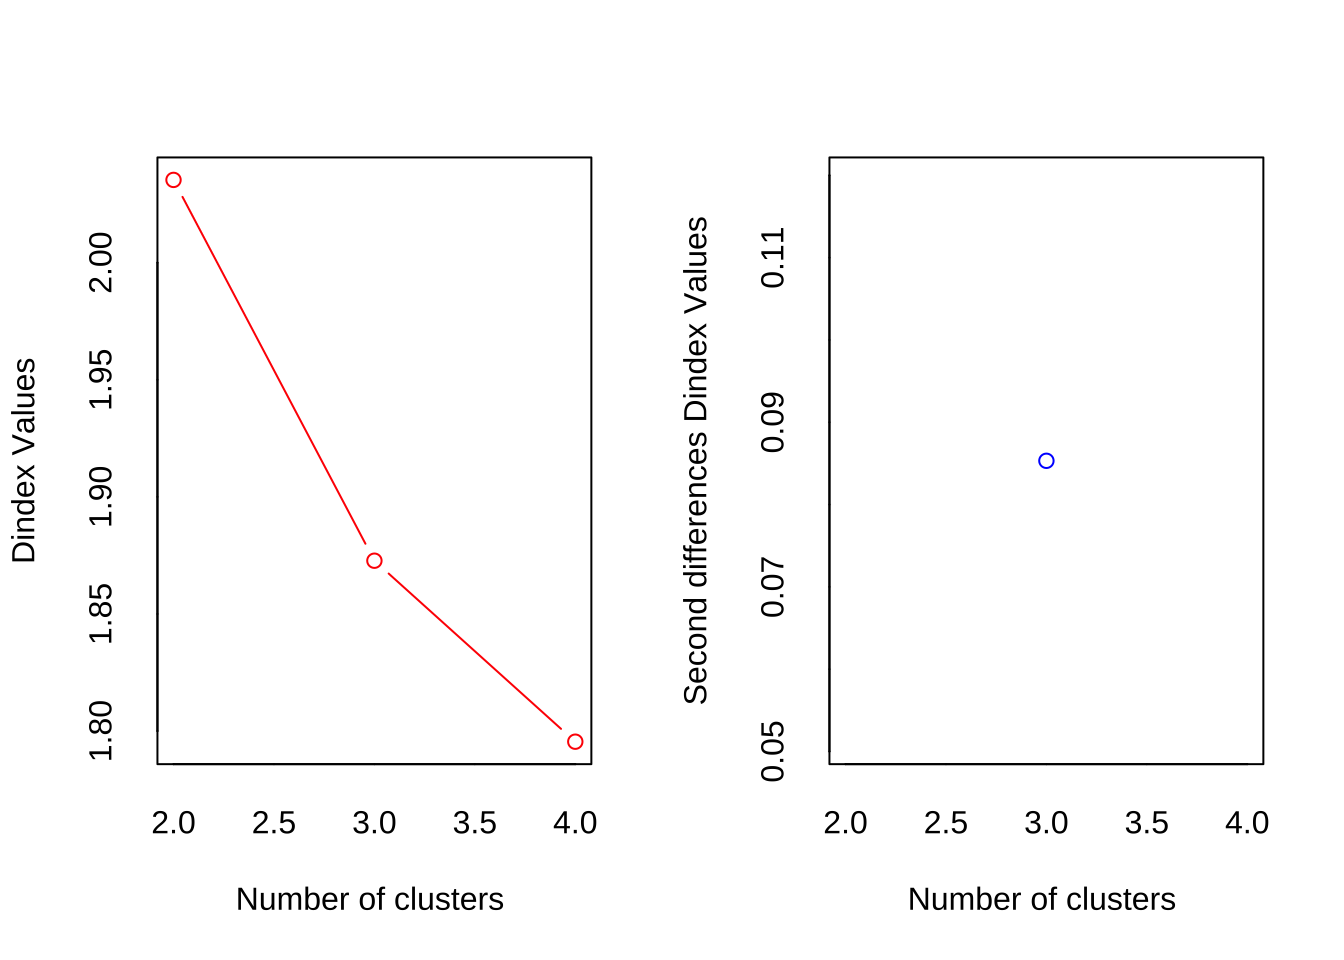 Dindex Values
2.00
1.95
1.90
1.85
1.80
2.0 2.5 3.0 3.5 4.0
Number of clusters
Second differences Dindex Values
0.11
0.09
0.07
0.05
2.0 2.5 3.0 3.5 4.0
Number of clusters